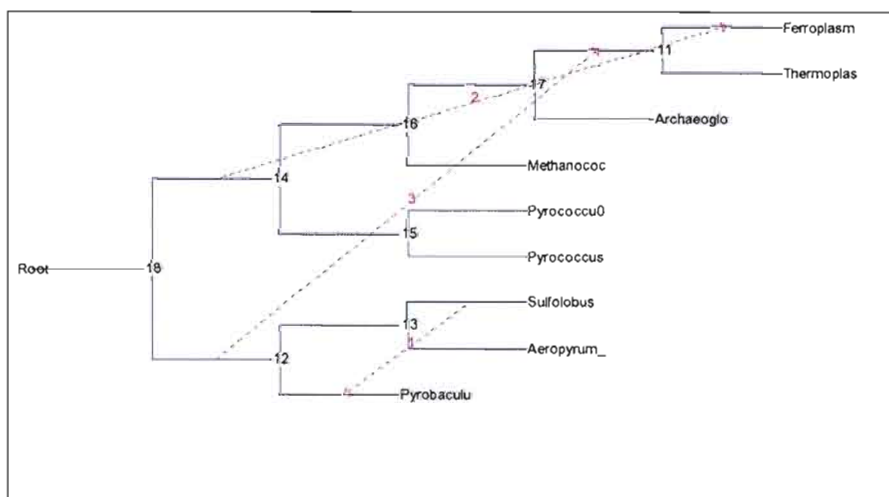 Ferroplasm
11
Thermoplas
17
2
Archaeoglo
16
Methanococ
14
3
Pyrococcu0
15
Pyrococcus
Root
18
Sulfolobus
13
1
Aeropyrum_
12
Pyrobaculu